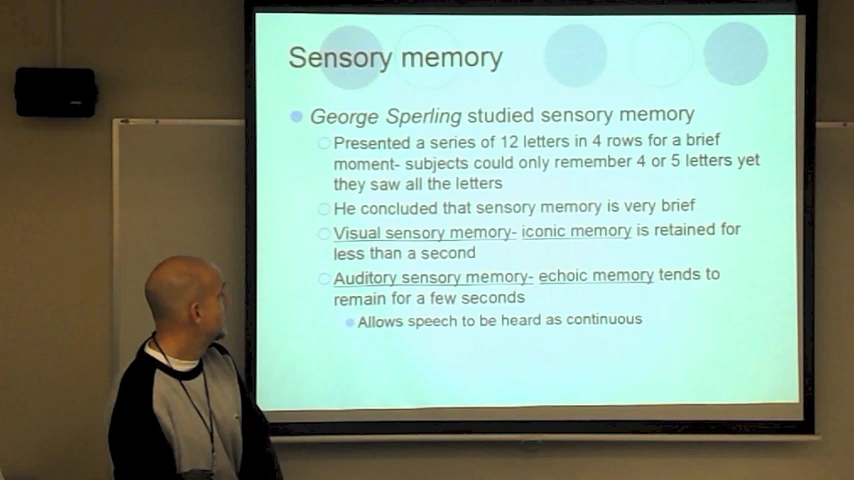 Sensory memory
George Sperling studied sensory memory
Presented a series of 12 letters in 4 rows for a brief
moment- subjects could only remember 4 or 5 letters yet
they saw all the letters
He concluded that sensory memory is very brief
Visual sensory memory- iconic memory is retained for
less than a second
Auditory sensory memory- echoic memory tends to
remain for a few seconds
Allows speech to be heard as continuous